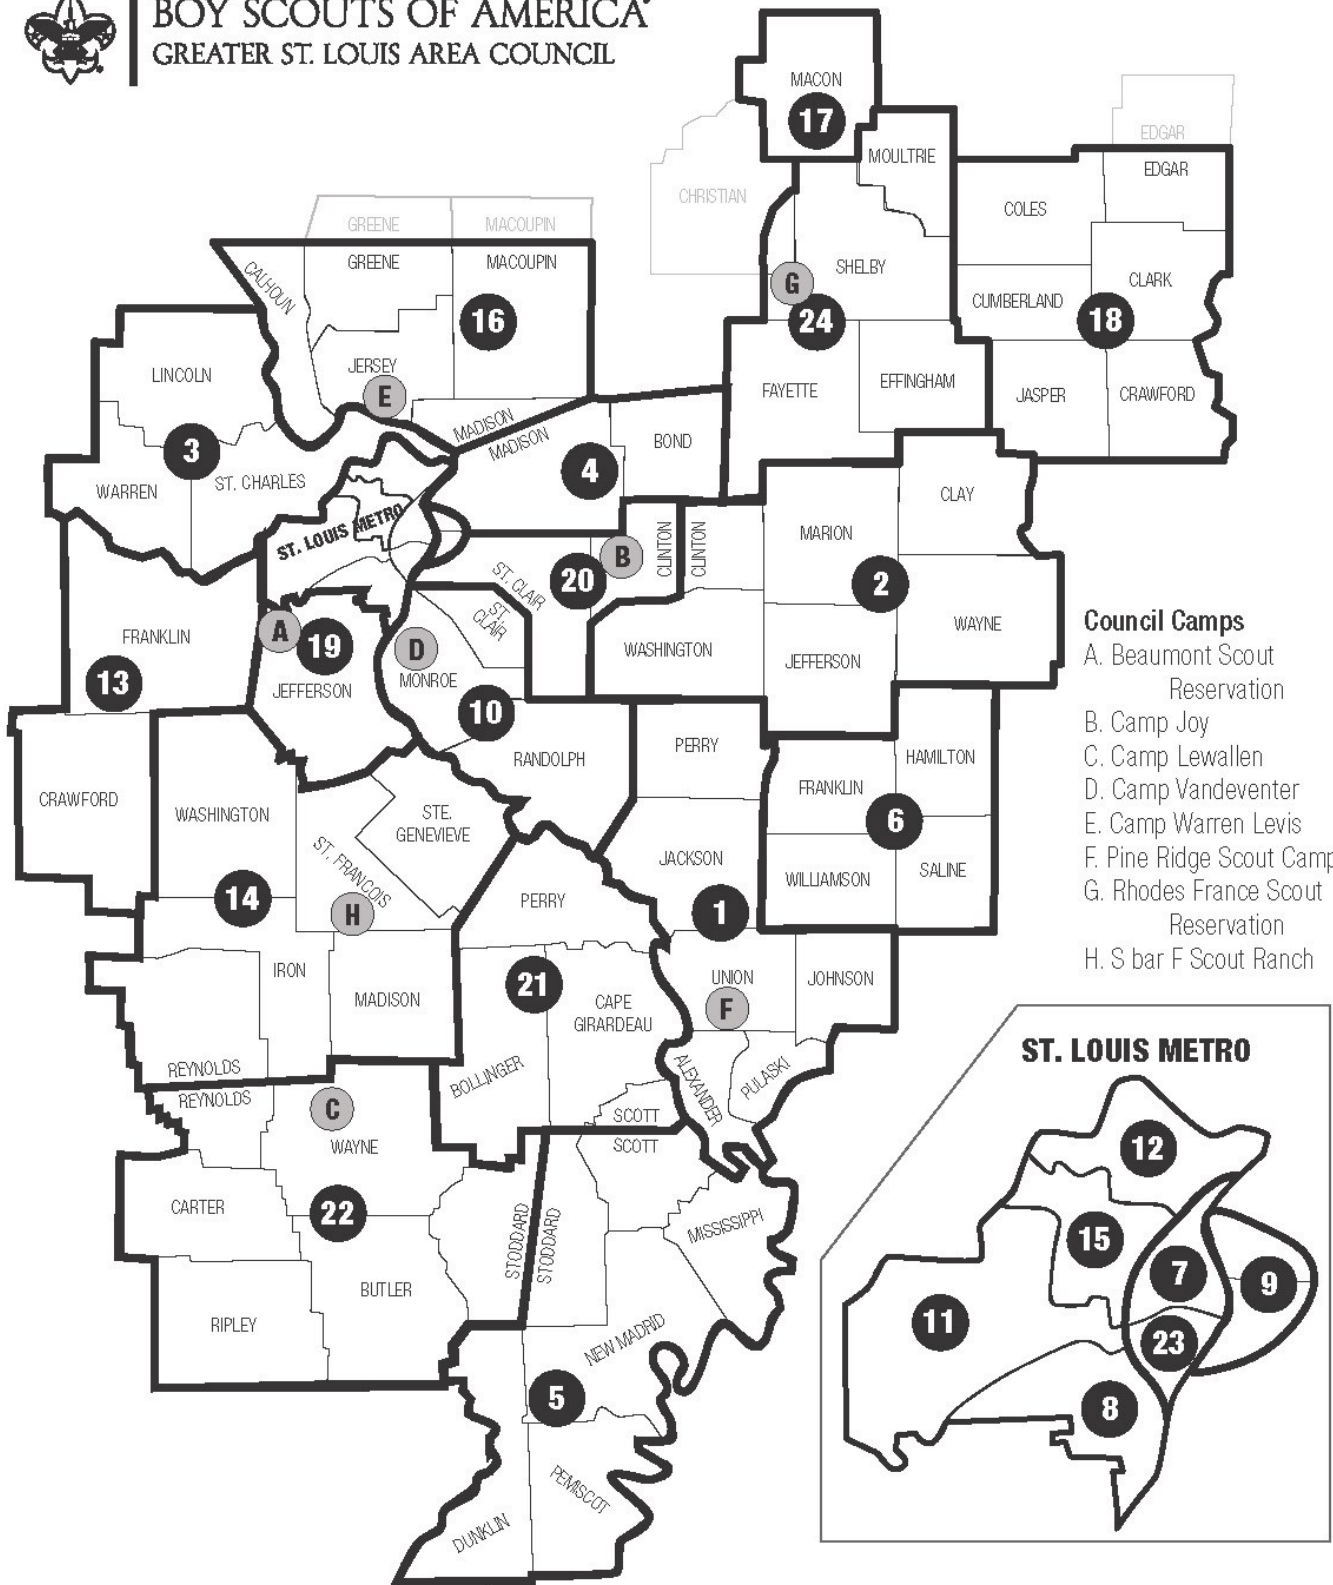 BOY SCOUTS OF AMERICA®
GREATER ST. LOUIS AREA COUNCIL
MACON
17
MOULTRIE
EDGAR
EDGAR
CHRISTIAN
COLES
GREENE
MACOUPIN
GREENE
MACOUPIN
CALHOUN
SHELBY
CLARK
G
CUMBERLAND
16
24
18
LINCOLN
JERSEY
E
FAYETTE
EFFINGHAM
JASPER
CRAWFORD
MADISON
MADISON
BOND
3
4
WARREN
ST. CHARLES
CLAY
ST. LOUIS METRO
MARION
CLINTON
CLINTON
B
20
ST. CLAIR
ST.
CLAIR
2
WAYNE
FRANKLIN
A
19
D
WASHINGTON
JEFFERSON
13
JEFFERSON
MONROE
10
RANDOLPH
PERRY
HAMILTON
FRANKLIN
CRAWFORD
WASHINGTON
STE.
GENEVIEVE
6
ST. FRANCOIS
JACKSON
WILLIAMSON
SALINE
14
H
PERRY
1
IRON
MADISON
21
CAPE
GIRARDEAU
UNION
F
JOHNSON
REYNOLDS
REYNOLDS
BOLLINGER
ALEXANDER
PULASKI
C
WAYNE
SCOTT
SCOTT
CARTER
22
STODDARD
STODDARD
MISSISSIPPI
BUTLER
RIPLEY
NEW MADRID
5
PEMISCOT
DUNKLIN
Council Camps
A. Beaumont Scout
Reservation
B. Camp Joy
C. Camp Lewallen
D. Camp Vandeventer
E. Camp Warren Levis
F. Pine Ridge Scout Camp
G. Rhodes France Scout
Reservation
H. S bar F Scout Ranch
ST. LOUIS METRO
12
15
7
9
11
23
8